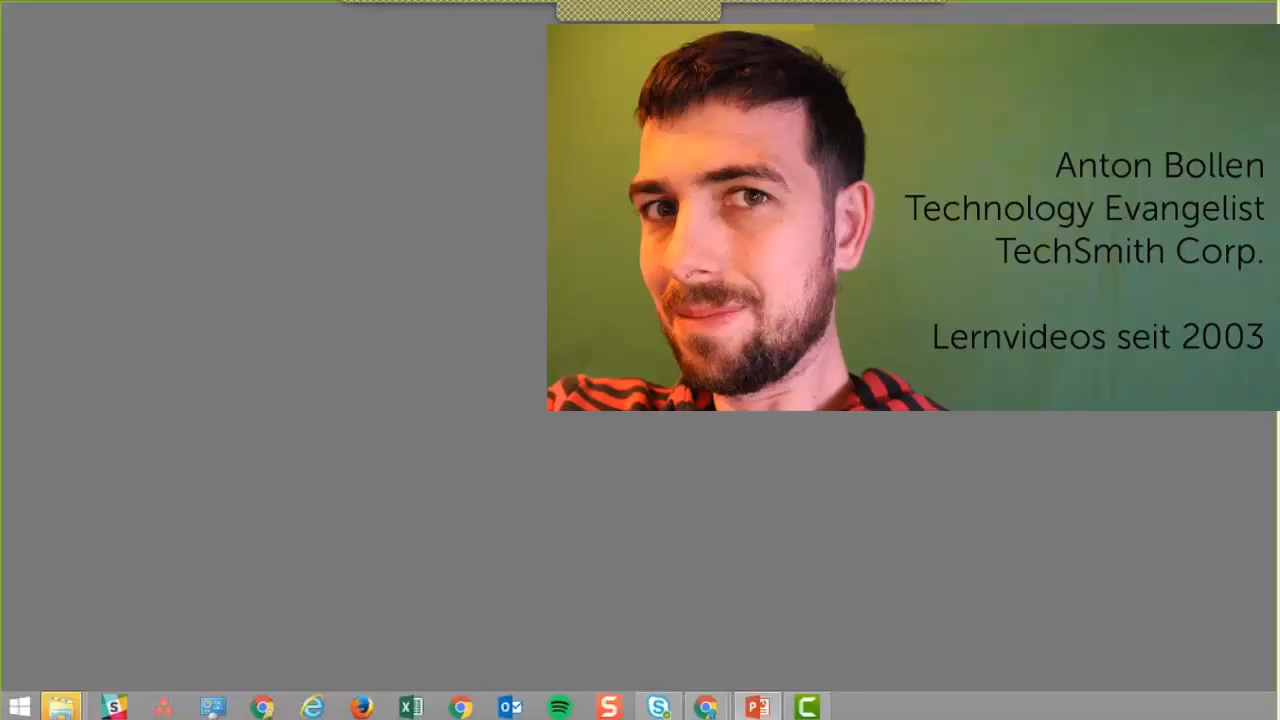 Anton Bollen
Technology Evangelist
TechSmith Corp.
Lernvideos seit 2003